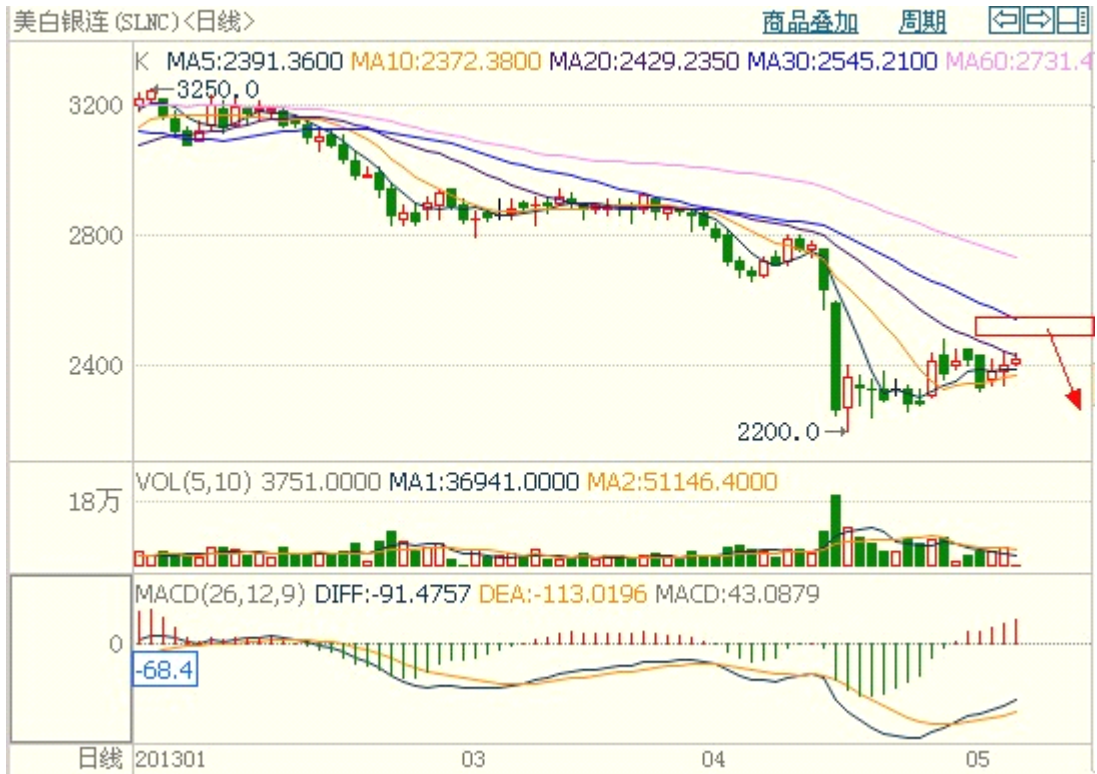 美白银连(SLNC)<日线> 商品叠加 周期
K MA5:2391.3600 MA10:2372.3800 MA20:2429.2350 MA30:2545.2100 MA60:2731.4
3250.0
3200
2800
2400
2200.0
VOL(5,10) 3751.0000 MA1:36941.0000 MA2:51146.4000
18万
MACD(26,12,9) DIFF:-91.4757 DEA:-113.0196 MACD:43.0879
0
-68.4
日线 201301 03 04 05